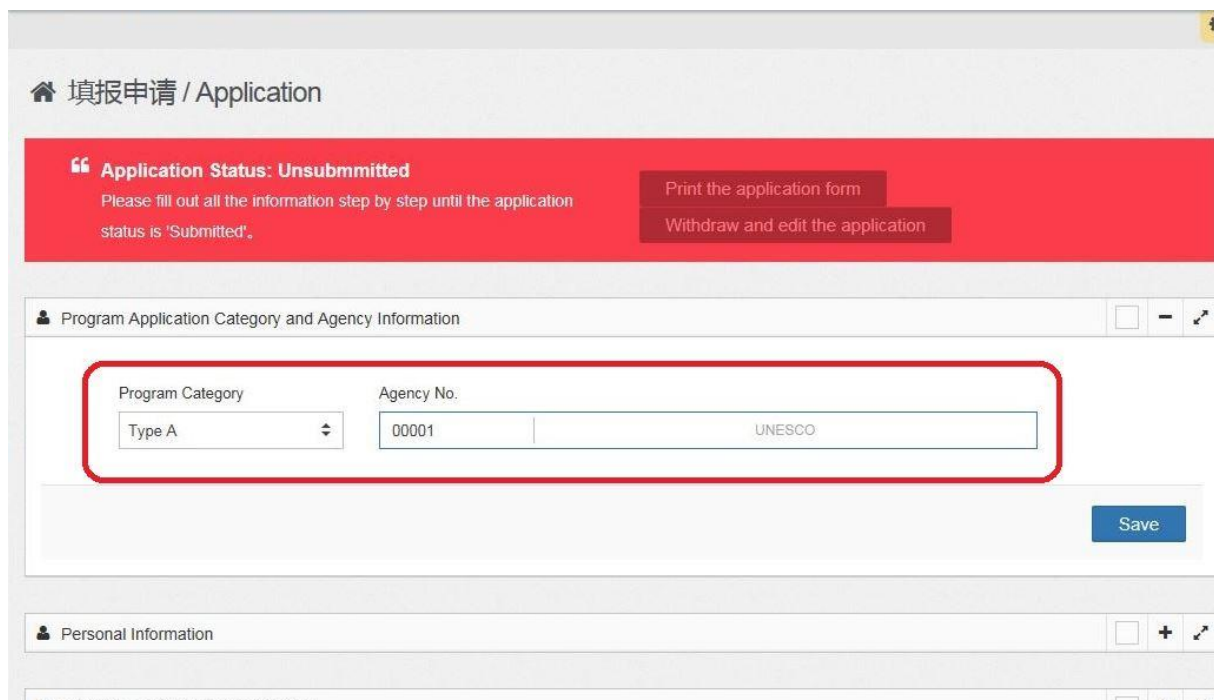 填报申请 / Application
Application Status: Unsubmmitted
Please fill out all the information step by step until the application
status is 'Submitted'。
Print the application form
Withdraw and edit the application
Program Application Category and Agency Information
Program Category
Agency No.
Type A
00001
UNESCO
Save
Personal Information